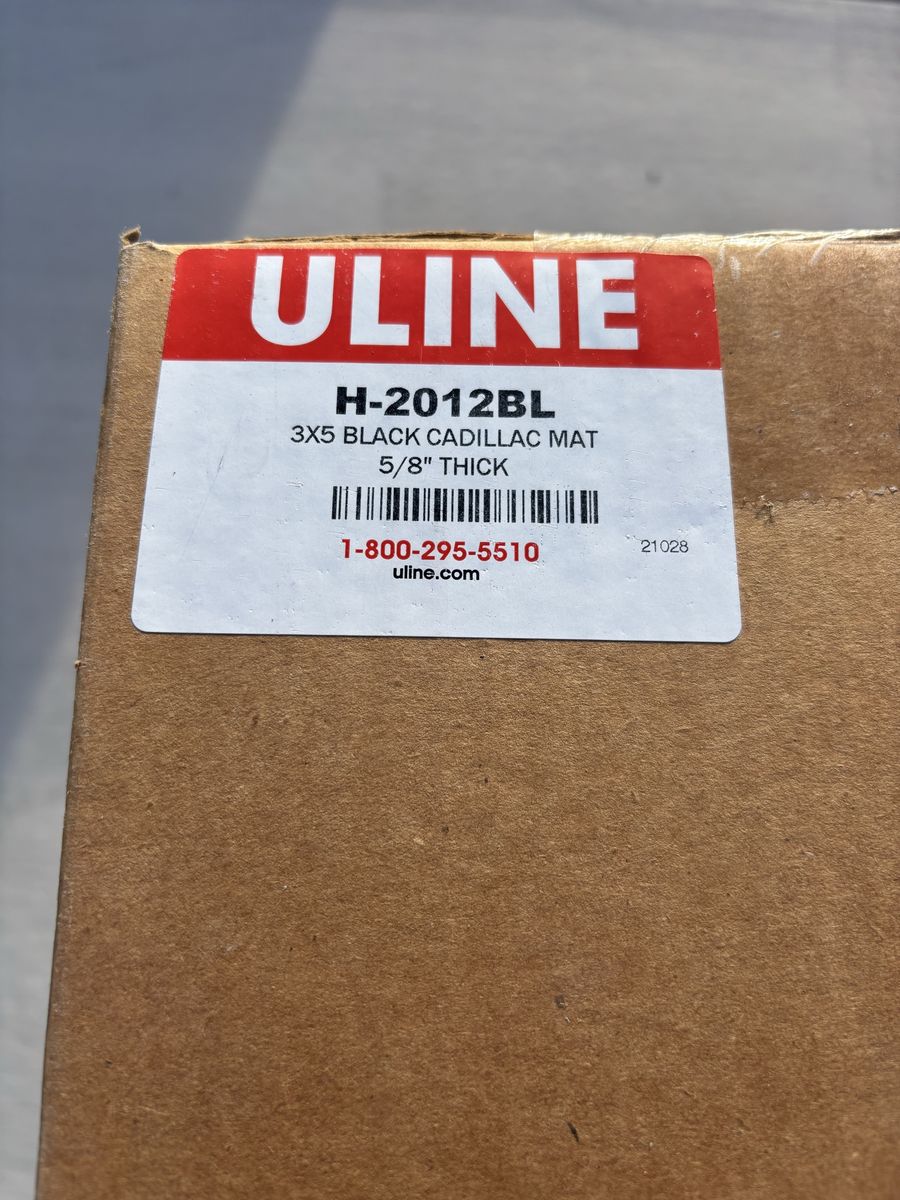 ULINE
H-2012BL
3X5 BLACK CADILLAC MAT
5/8" THICK
1-800-295-5510
21028
uline.com